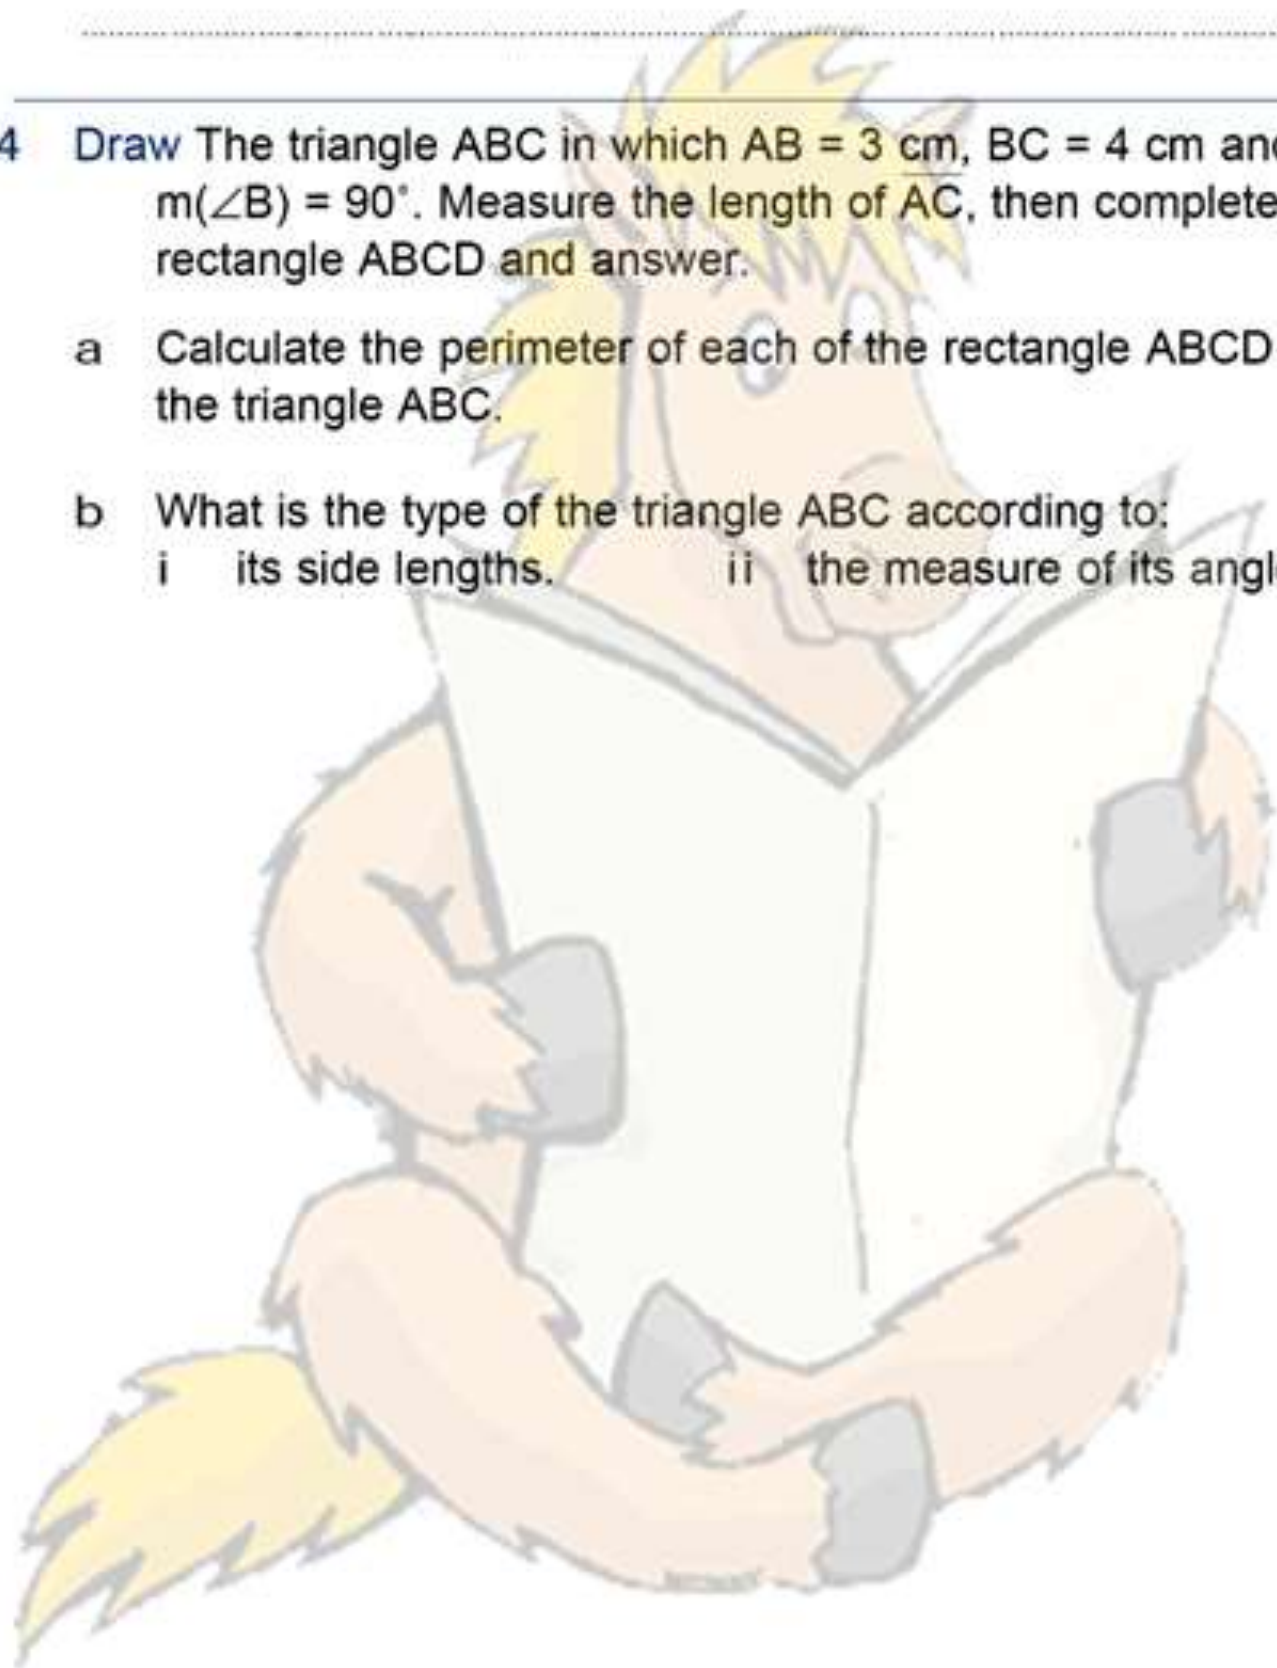 4 Draw The triangle ABC in which AB = 3 cm, BC = 4 cm and
m(∠B) = 90°. Measure the length of AC, then complete
rectangle ABCD and answer.
a Calculate the perimeter of each of the rectangle ABCD
the triangle ABC.
b What is the type of the triangle ABC according to:
i its side lengths. ii the measure of its angl